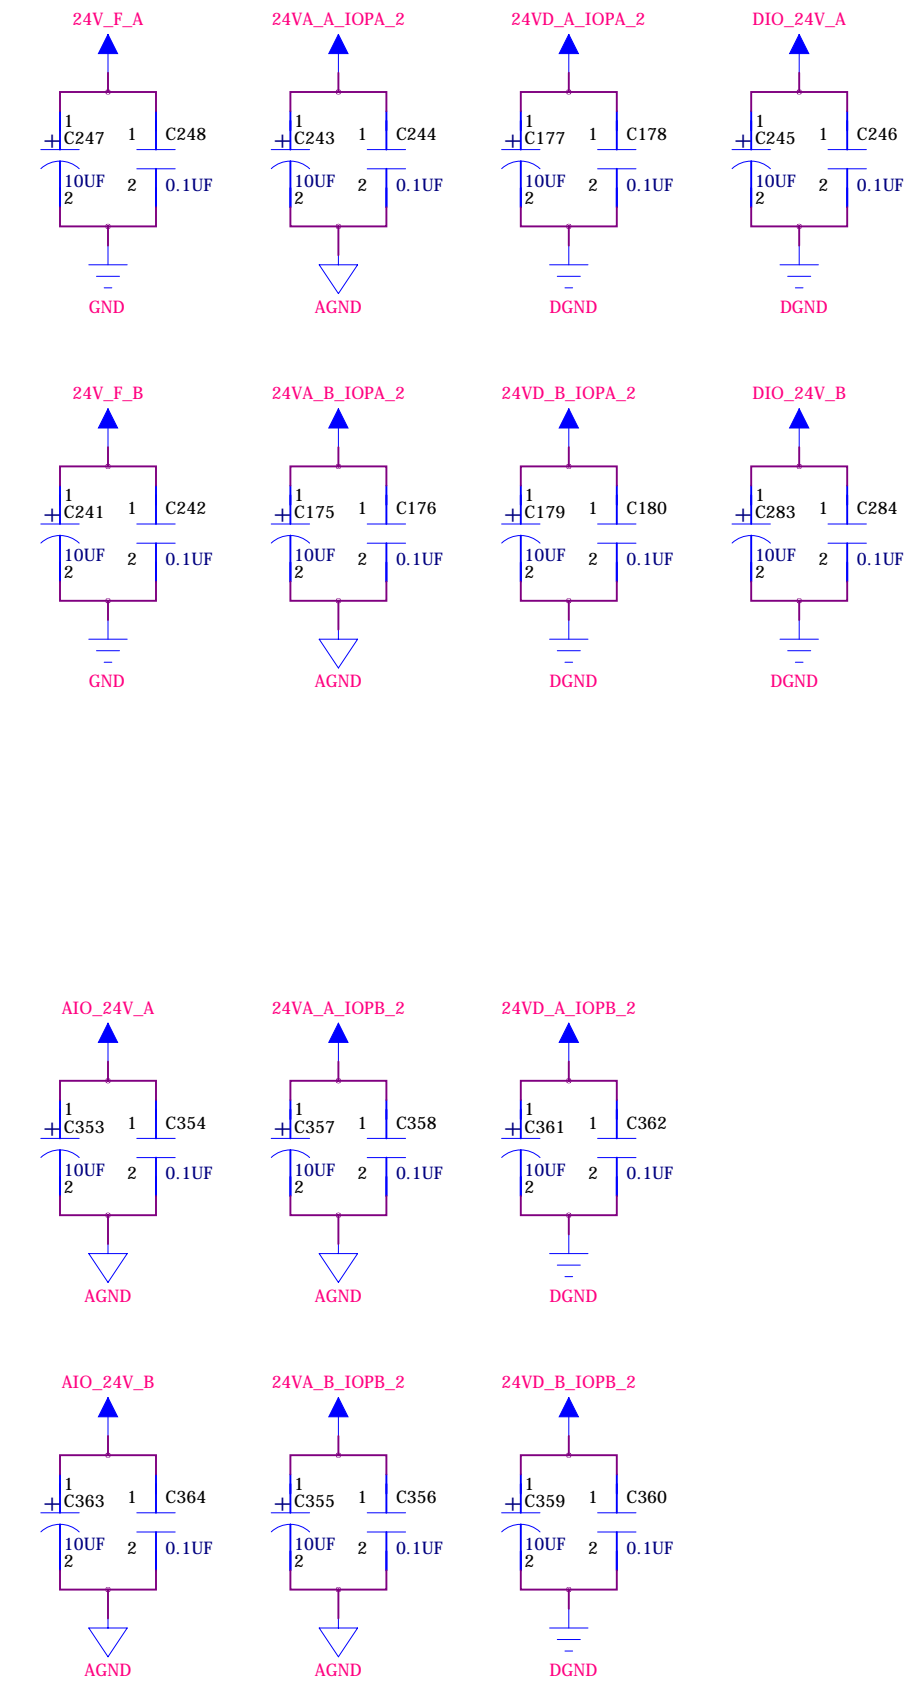 24V_F_A 24VA_A_IOPA_2 24VD_A_IOPA_2 DIO_24V_A
1 1 1 1
C247 1 C248 C243 1 C244 C177 1 C178 C245 1 C246
+ + + +
10UF 2 0.1UF 10UF 2 0.1UF 10UF 2 0.1UF 10UF 2 0.1UF
2 2 2 2
GND AGND DGND DGND
24V_F_B 24VA_B_IOPA_2 24VD_B_IOPA_2 DIO_24V_B
1 1 1 1
C241 1 C242 C175 1 C176 C179 1 C180 C283 1 C284
+ + + +
10UF 2 0.1UF 10UF 2 0.1UF 10UF 2 0.1UF 10UF 2 0.1UF
2 2 2 2
GND AGND DGND DGND
AIO_24V_A 24VA_A_IOPB_2 24VD_A_IOPB_2
1 1 1
C353 1 C354 C357 1 C358 C361 1 C362
+ + +
10UF 2 0.1UF 10UF 2 0.1UF 10UF 2 0.1UF
2 2 2
AGND AGND DGND
AIO_24V_B 24VA_B_IOPB_2 24VD_B_IOPB_2
1 1 1
C363 1 C364 C355 1 C356 C359 1 C360
+ + +
10UF 2 0.1UF 10UF 2 0.1UF 10UF 2 0.1UF
2 2 2
AGND AGND DGND